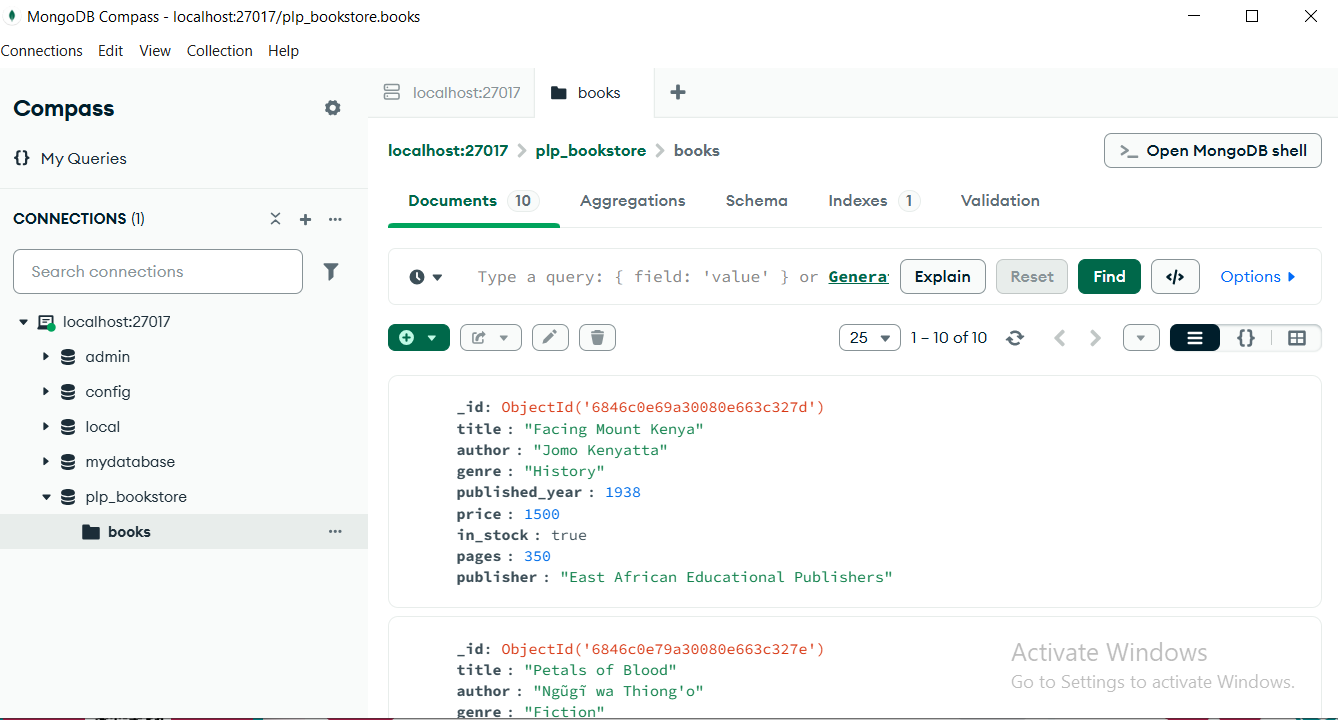 MongoDB Compass - localhost:27017/plp_bookstore.books
Connections Edit View Collection Help
Compass
{} My Queries
CONNECTIONS (1)
Search connections
localhost:27017
admin
config
local
mydatabase
plp_bookstore
books
localhost:27017 books
localhost:27017 > plp_bookstore > books
>_ Open MongoDB shell
Documents 10 Aggregations Schema Indexes 1 Validation
Type a query: { field: 'value' } or Genera
Explain Reset Find </> Options
25 1 – 10 of 10 {}
_id: ObjectId('6846c0e69a30080e663c327d')
title : "Facing Mount Kenya"
author : "Jomo Kenyatta"
genre : "History"
published_year : 1938
price : 1500
in_stock : true
pages : 350
publisher : "East African Educational Publishers"
_id: ObjectId('6846c0e79a30080e663c327e')
title : "Petals of Blood"
author : "Ngũgĩ wa Thiong'o"
genre : "Fiction"
Activate Windows
Go to Settings to activate Windows.